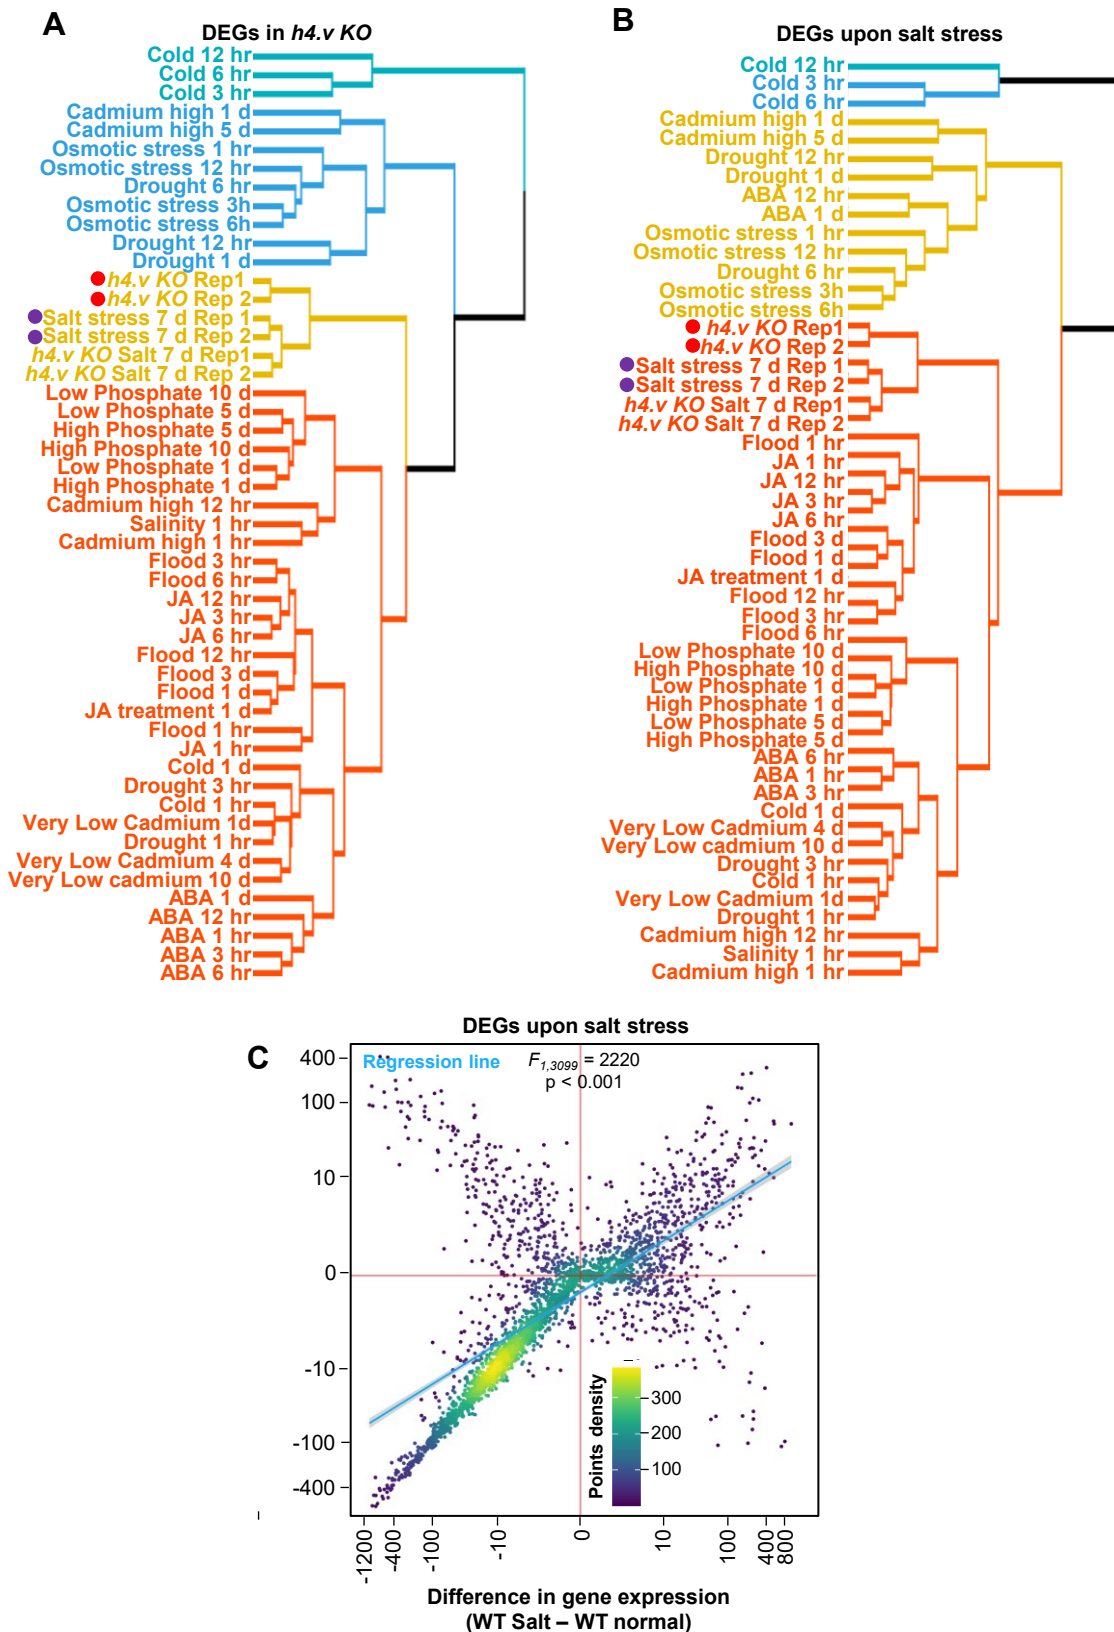 A
DEGs in h4.v KO
Cold 12 hr
Cold 6 hr
Cold 3 hr
Cadmium high 1 d
Cadmium high 5 d
Osmotic stress 1 hr
Osmotic stress 12 hr
Drought 6 hr
Osmotic stress 3h
Osmotic stress 6h
Drought 12 hr
Drought 1 d
h4.v KO Rep1
h4.v KO Rep 2
Salt stress 7 d Rep 1
Salt stress 7 d Rep 2
h4.v KO Salt 7 d Rep1
h4.v KO Salt 7 d Rep 2
Low Phosphate 10 d
Low Phosphate 5 d
High Phosphate 5 d
High Phosphate 10 d
Low Phosphate 1 d
High Phosphate 1 d
Cadmium high 12 hr
Salinity 1 hr
Cadmium high 1 hr
Flood 3 hr
Flood 6 hr
JA 12 hr
JA 3 hr
JA 6 hr
Flood 12 hr
Flood 3 d
Flood 1 d
JA treatment 1 d
Flood 1 hr
JA 1 hr
Cold 1 d
Drought 3 hr
Cold 1 hr
Very Low Cadmium 1d
Drought 1 hr
Very Low Cadmium 4 d
Very Low cadmium 10 d
ABA 1 d
ABA 12 hr
ABA 1 hr
ABA 3 hr
ABA 6 hr
B
DEGs upon salt stress
Cold 12 hr
Cold 3 hr
Cold 6 hr
Cadmium high 1 d
Cadmium high 5 d
Drought 12 hr
Drought 1 d
ABA 12 hr
ABA 1 d
Osmotic stress 1 hr
Osmotic stress 12 hr
Drought 6 hr
Osmotic stress 3h
Osmotic stress 6h
h4.v KO Rep1
h4.v KO Rep 2
Salt stress 7 d Rep 1
Salt stress 7 d Rep 2
h4.v KO Salt 7 d Rep1
h4.v KO Salt 7 d Rep 2
Flood 1 hr
JA 1 hr
JA 12 hr
JA 3 hr
JA 6 hr
Flood 3 d
Flood 1 d
JA treatment 1 d
Flood 12 hr
Flood 3 hr
Flood 6 hr
Low Phosphate 10 d
High Phosphate 10 d
Low Phosphate 1 d
High Phosphate 1 d
Low Phosphate 5 d
High Phosphate 5 d
ABA 6 hr
ABA 1 hr
ABA 3 hr
Cold 1 d
Very Low Cadmium 4 d
Very Low cadmium 10 d
Drought 3 hr
Cold 1 hr
Very Low Cadmium 1d
Drought 1 hr
Cadmium high 12 hr
Salinity 1 hr
Cadmium high 1 hr
C
DEGs upon salt stress
Regression line
F1,3099 = 2220
p < 0.001
400
100
10
0
-10
-100
-400
Points density
300
200
100
-1200
-400
-100
-10
0
10
100
400
800
Difference in gene expression
(WT Salt – WT normal)